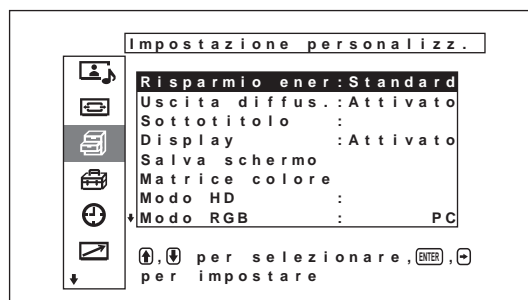 Impostazione personalizz.
Risparmio ener:Standard
Uscita diffus.:Attivato
Sottotitolo :
Display :Attivato
Salva schermo
Matrice colore
Modo HD :
Modo RGB : PC
, per selezionare, ENTER ,
per impostare